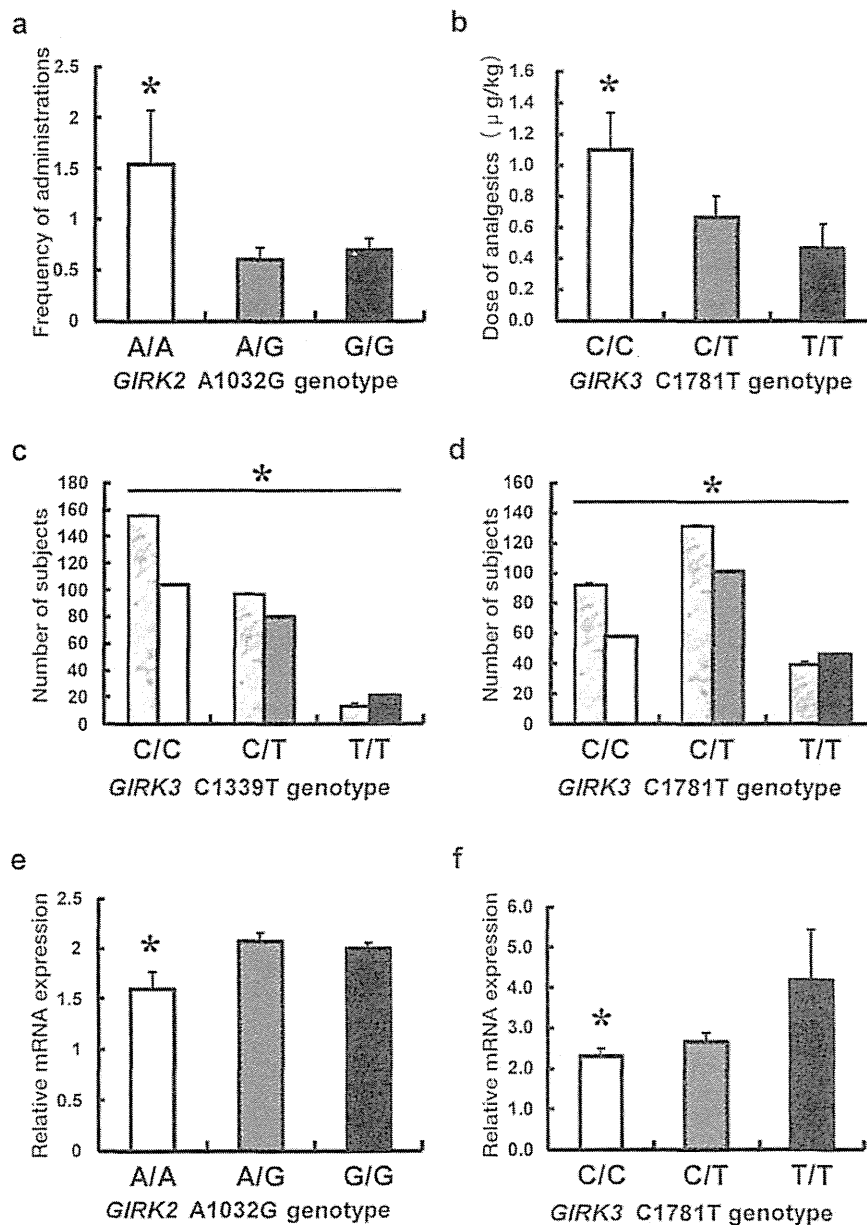 a
Frequency of administrations
2.5
2
1.5
1
0.5
0
*
A/A A/G G/G
GIRK2 A1032G genotype
b
Dose of analgesics (μg/kg)
1.6
1.4
1.2
1.0
0.8
0.6
0.4
0.2
0.0
*
C/C C/T T/T
GIRK3 C1781T genotype
c
Number of subjects
180
160
140
120
100
80
60
40
20
0
*
C/C C/T T/T
GIRK3 C1339T genotype
d
Number of subjects
160
140
120
100
80
60
40
20
0
*
C/C C/T T/T
GIRK3 C1781T genotype
e
Relative mRNA expression
2.5
2
1.5
1
0.5
0
*
A/A A/G G/G
GIRK2 A1032G genotype
f
Relative mRNA expression
6.0
5.0
4.0
3.0
2.0
1.0
0.0
*
C/C C/T T/T
GIRK3 C1781T genotype